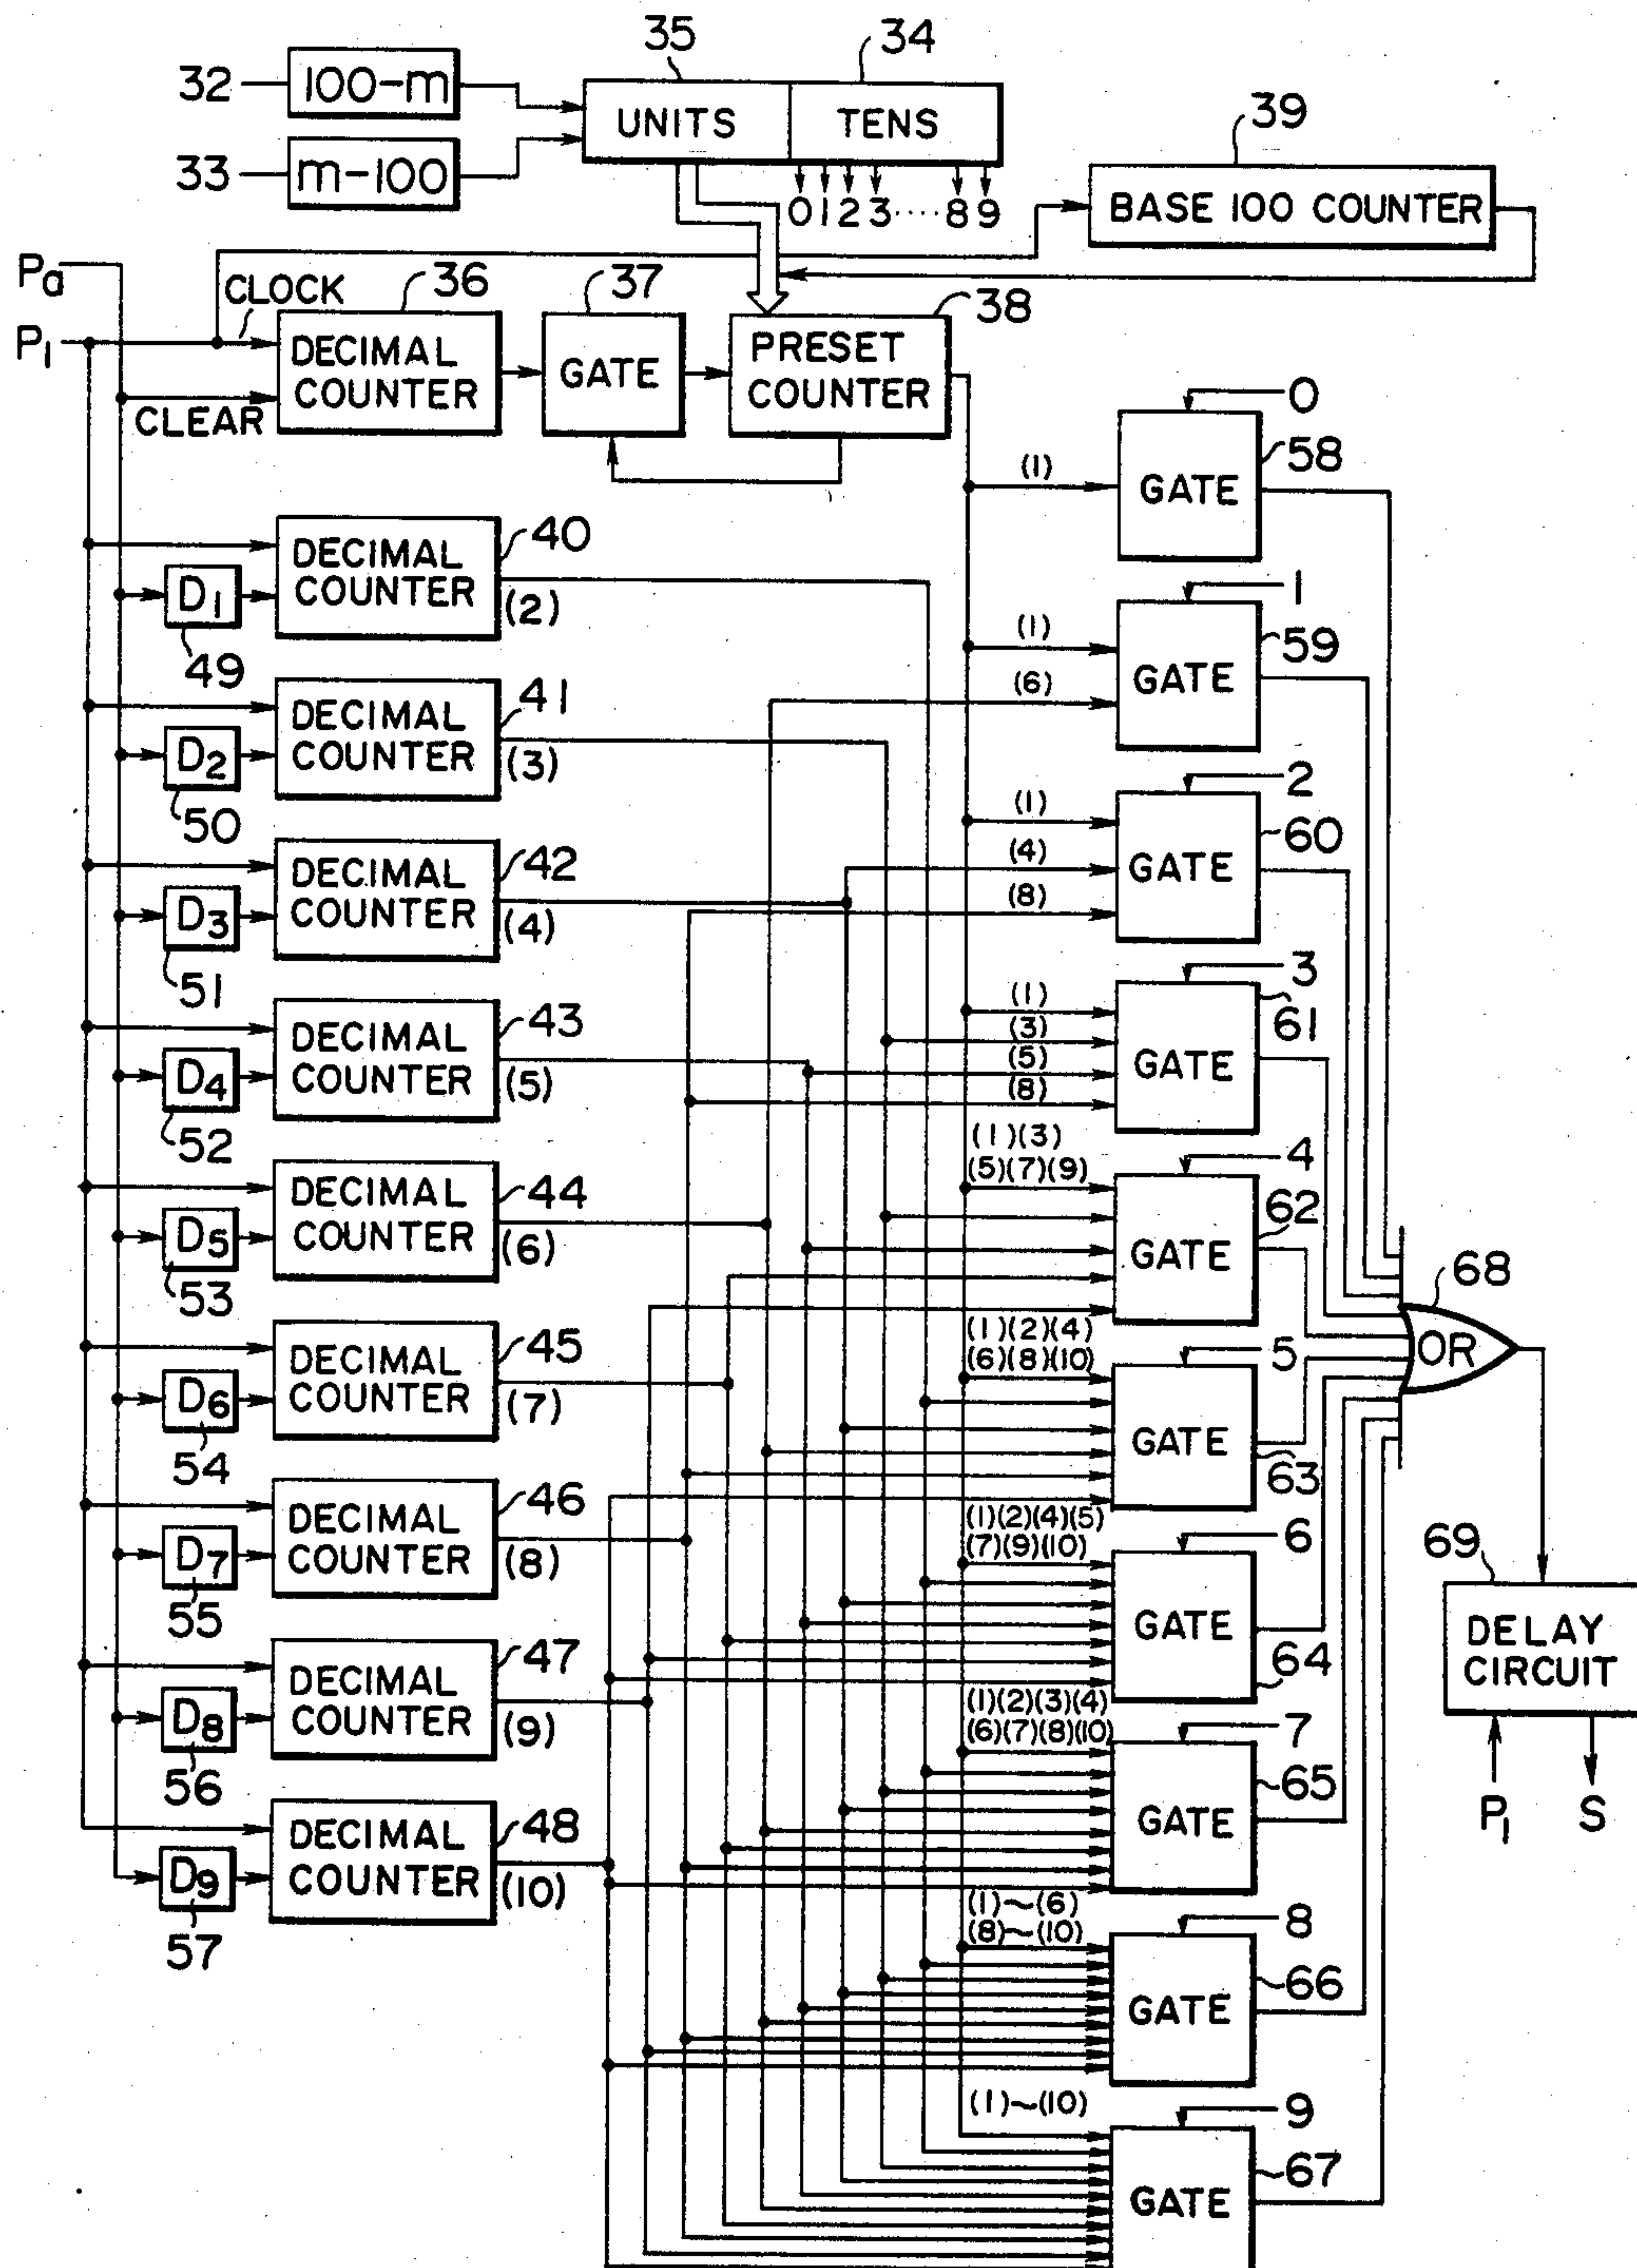 35
34
32
100-m
UNITS
TENS
39
33
m-100
0 1 2 3 ···· 8 9
BASE 100 COUNTER
Pa
CLOCK
36
37
38
P1
DECIMAL
COUNTER
GATE
PRESET
COUNTER
CLEAR
0
(1)
58
GATE
DECIMAL
COUNTER
40
(2)
D1
49
1
(1)
59
(6)
GATE
DECIMAL
COUNTER
41
(3)
D2
50
2
(1)
60
(4)
GATE
(8)
DECIMAL
COUNTER
42
(4)
D3
51
3
(1)
61
(3)
(5)
GATE
(8)
DECIMAL
COUNTER
43
(5)
D4
52
(1)(3)
(5)(7)(9)
4
62
GATE
DECIMAL
COUNTER
44
(6)
D5
53
68
OR
(1)(2)(4)
(6)(8)(10)
5
GATE
63
DECIMAL
COUNTER
45
(7)
D6
54
(1)(2)(4)(5)
(7)(9)(10)
6
GATE
64
DECIMAL
COUNTER
46
(8)
D7
55
69
DELAY
CIRCUIT
P1
S
DECIMAL
COUNTER
47
(9)
D8
56
(1)(2)(3)(4)
(6)(7)(8)(10)
7
65
GATE
DECIMAL
COUNTER
48
(10)
D9
57
(1)~(6)
(8)~(10)
8
66
GATE
(1)~(10)
9
67
GATE